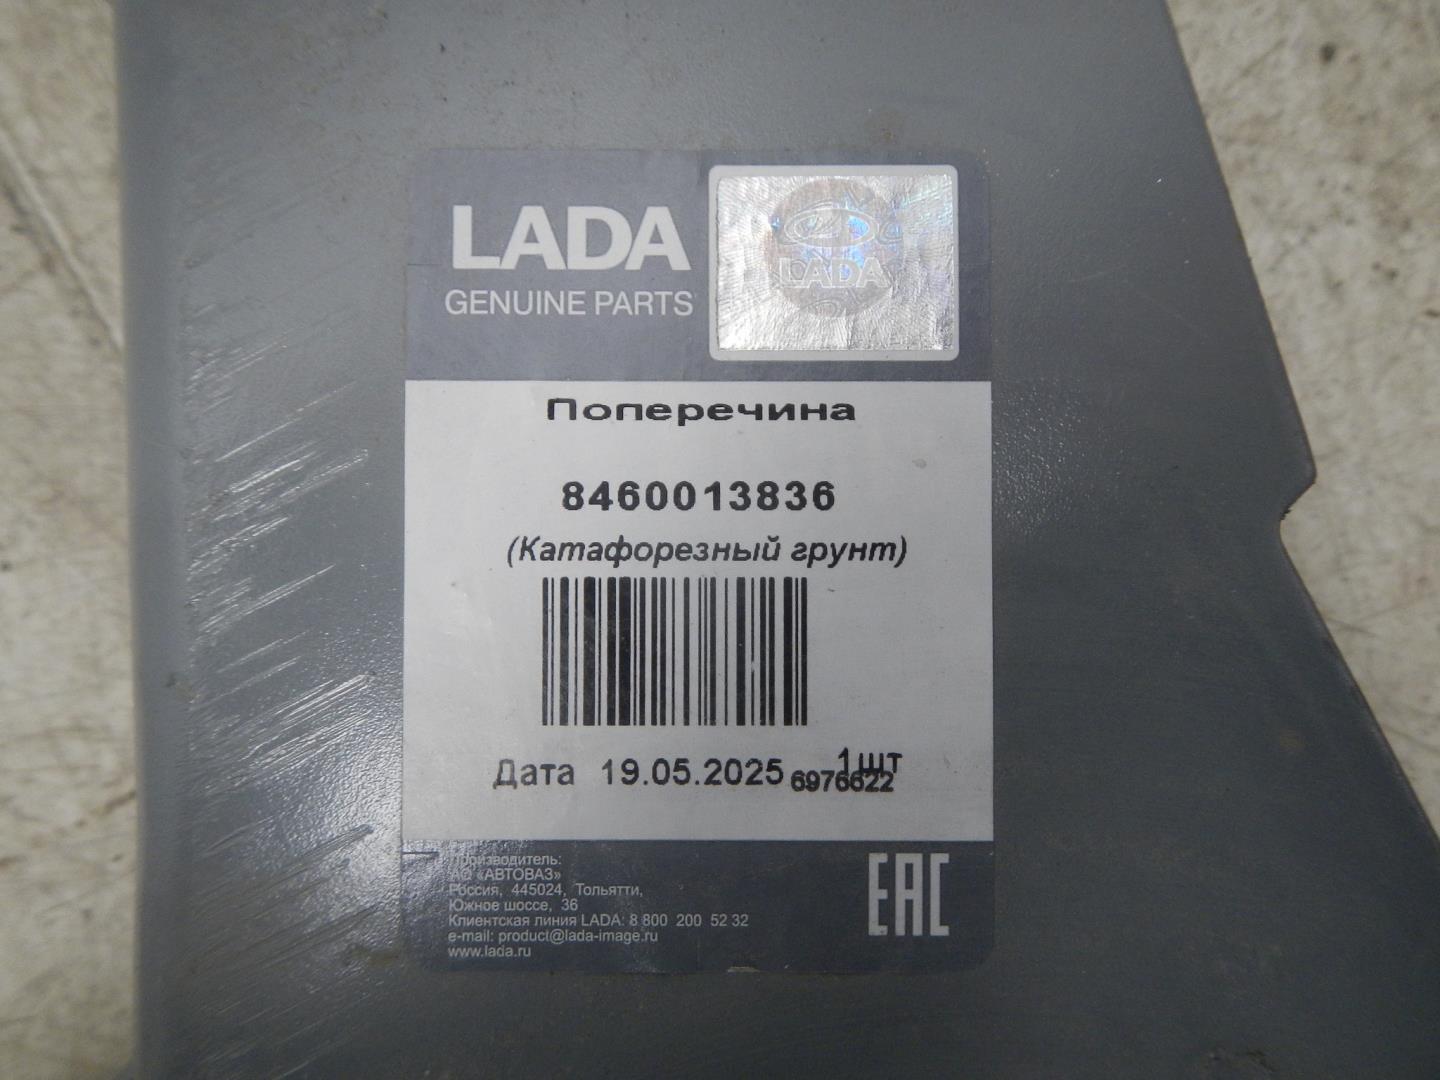 LADA
GENUINE PARTS
LADA
Поперечина
8460013836
(Катафорезный грунт)
Дата 19.05.2025
1 шт
6976622
Производитель:
АО «АВТОВАЗ»
Россия, 445024, Тольятти,
Южное шоссе, 36
Клиентская линия LADA: 8 800 200 52 32
e-mail: product@lada-image.ru
www.lada.ru
EAC